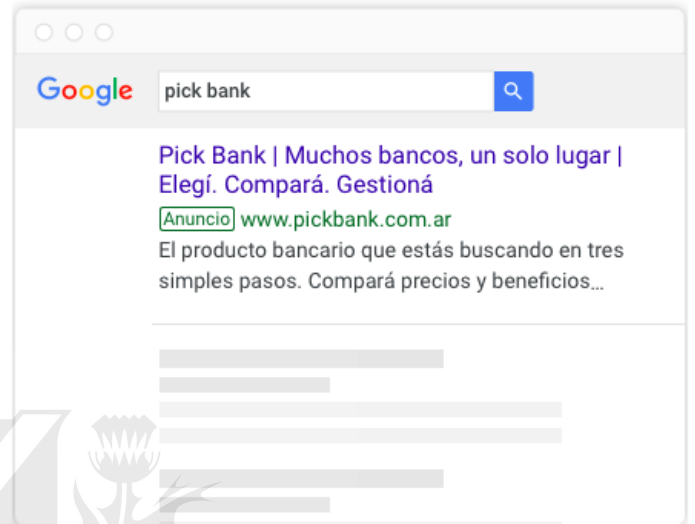 Google
pick bank
Pick Bank | Muchos bancos, un solo lugar |
Elegí. Compará. Gestioná
Anuncio www.pickbank.com.ar
El producto bancario que estás buscando en tres
simples pasos. Compará precios y beneficios...